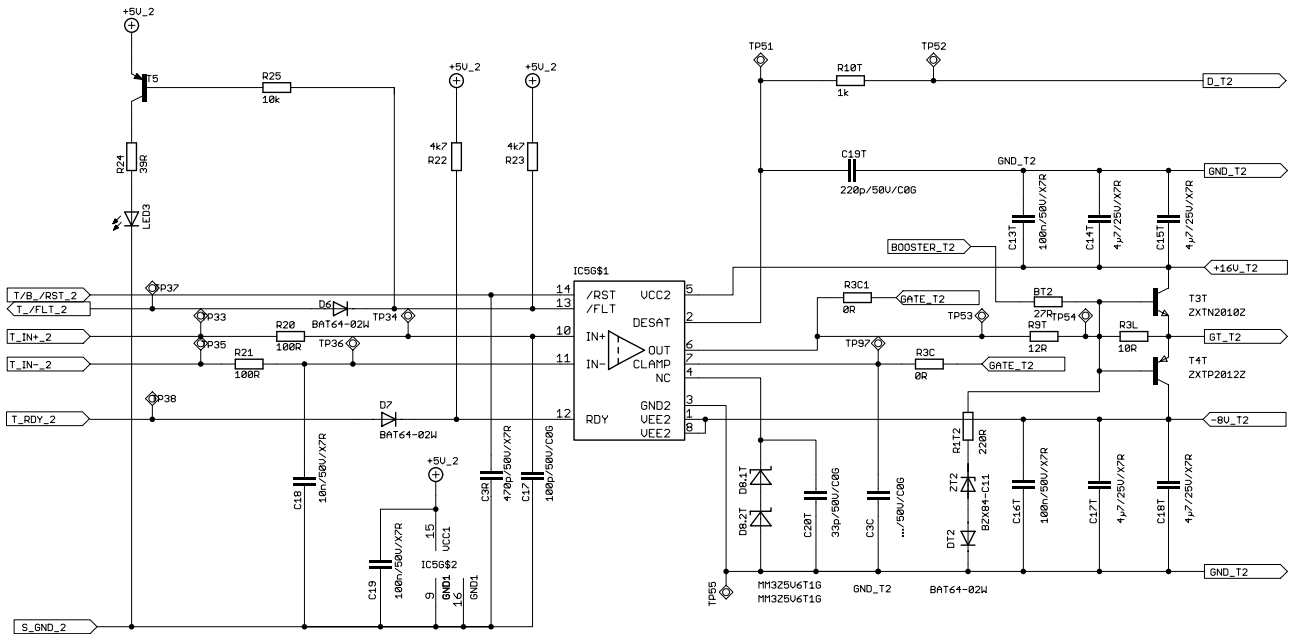 +5V_2
T5
R25
10k
R24
39R
LED3
+5V_2
+5V_2
4k7
R22
4k7
R23
TP51
TP52
R10T
1k
D_T2
C19T
220p/50V/C0G
GND_T2
GND_T2
C13T
100n/50V/X7R
C14T
4µ7/25V/X7R
C15T
4µ7/25V/X7R
BOOSTER_T2
+16V_T2
IC5G$1
T/B_/RST_2
T_/FLT_2
T_IN+_2
T_IN-_2
T_RDY_2
TP37
TP33
TP35
TP38
D6
BAT64-02W
TP34
R20
100R
TP36
R21
100R
D7
BAT64-02W
14
13
10
11
12
/RST
/FLT
IN+
IN-
RDY
VCC2
DESAT
OUT
CLAMP
NC
GND2
VEE2
VEE2
5
2
6
7
4
3
1
8
R3C1
0R
GATE_T2
TP53
BT2
27R
TP54
R9T
12R
R3L
10R
T3T
ZXTN2010Z
GT_T2
T4T
ZXTP2012Z
TP97
R3C
0R
GATE_T2
-8V_T2
R1T2
220R
ZT2
BZX84-C11
DT2
BAT64-02W
C18
10n/50V/X7R
+5V_2
C3R
470p/50V/X7R
C17
100p/50V/C0G
C19
100n/50V/X7R
15
VCC1
IC5G$2
9
GND1
16
GND1
S_GND_2
D8.1T
D8.2T
C20T
33p/50V/C0G
C3C
.../50V/C0G
C16T
100n/50V/X7R
C17T
4µ7/25V/X7R
C18T
4µ7/25V/X7R
TP55
MM3Z5V6T1G
MM3Z5V6T1G
GND_T2
GND_T2